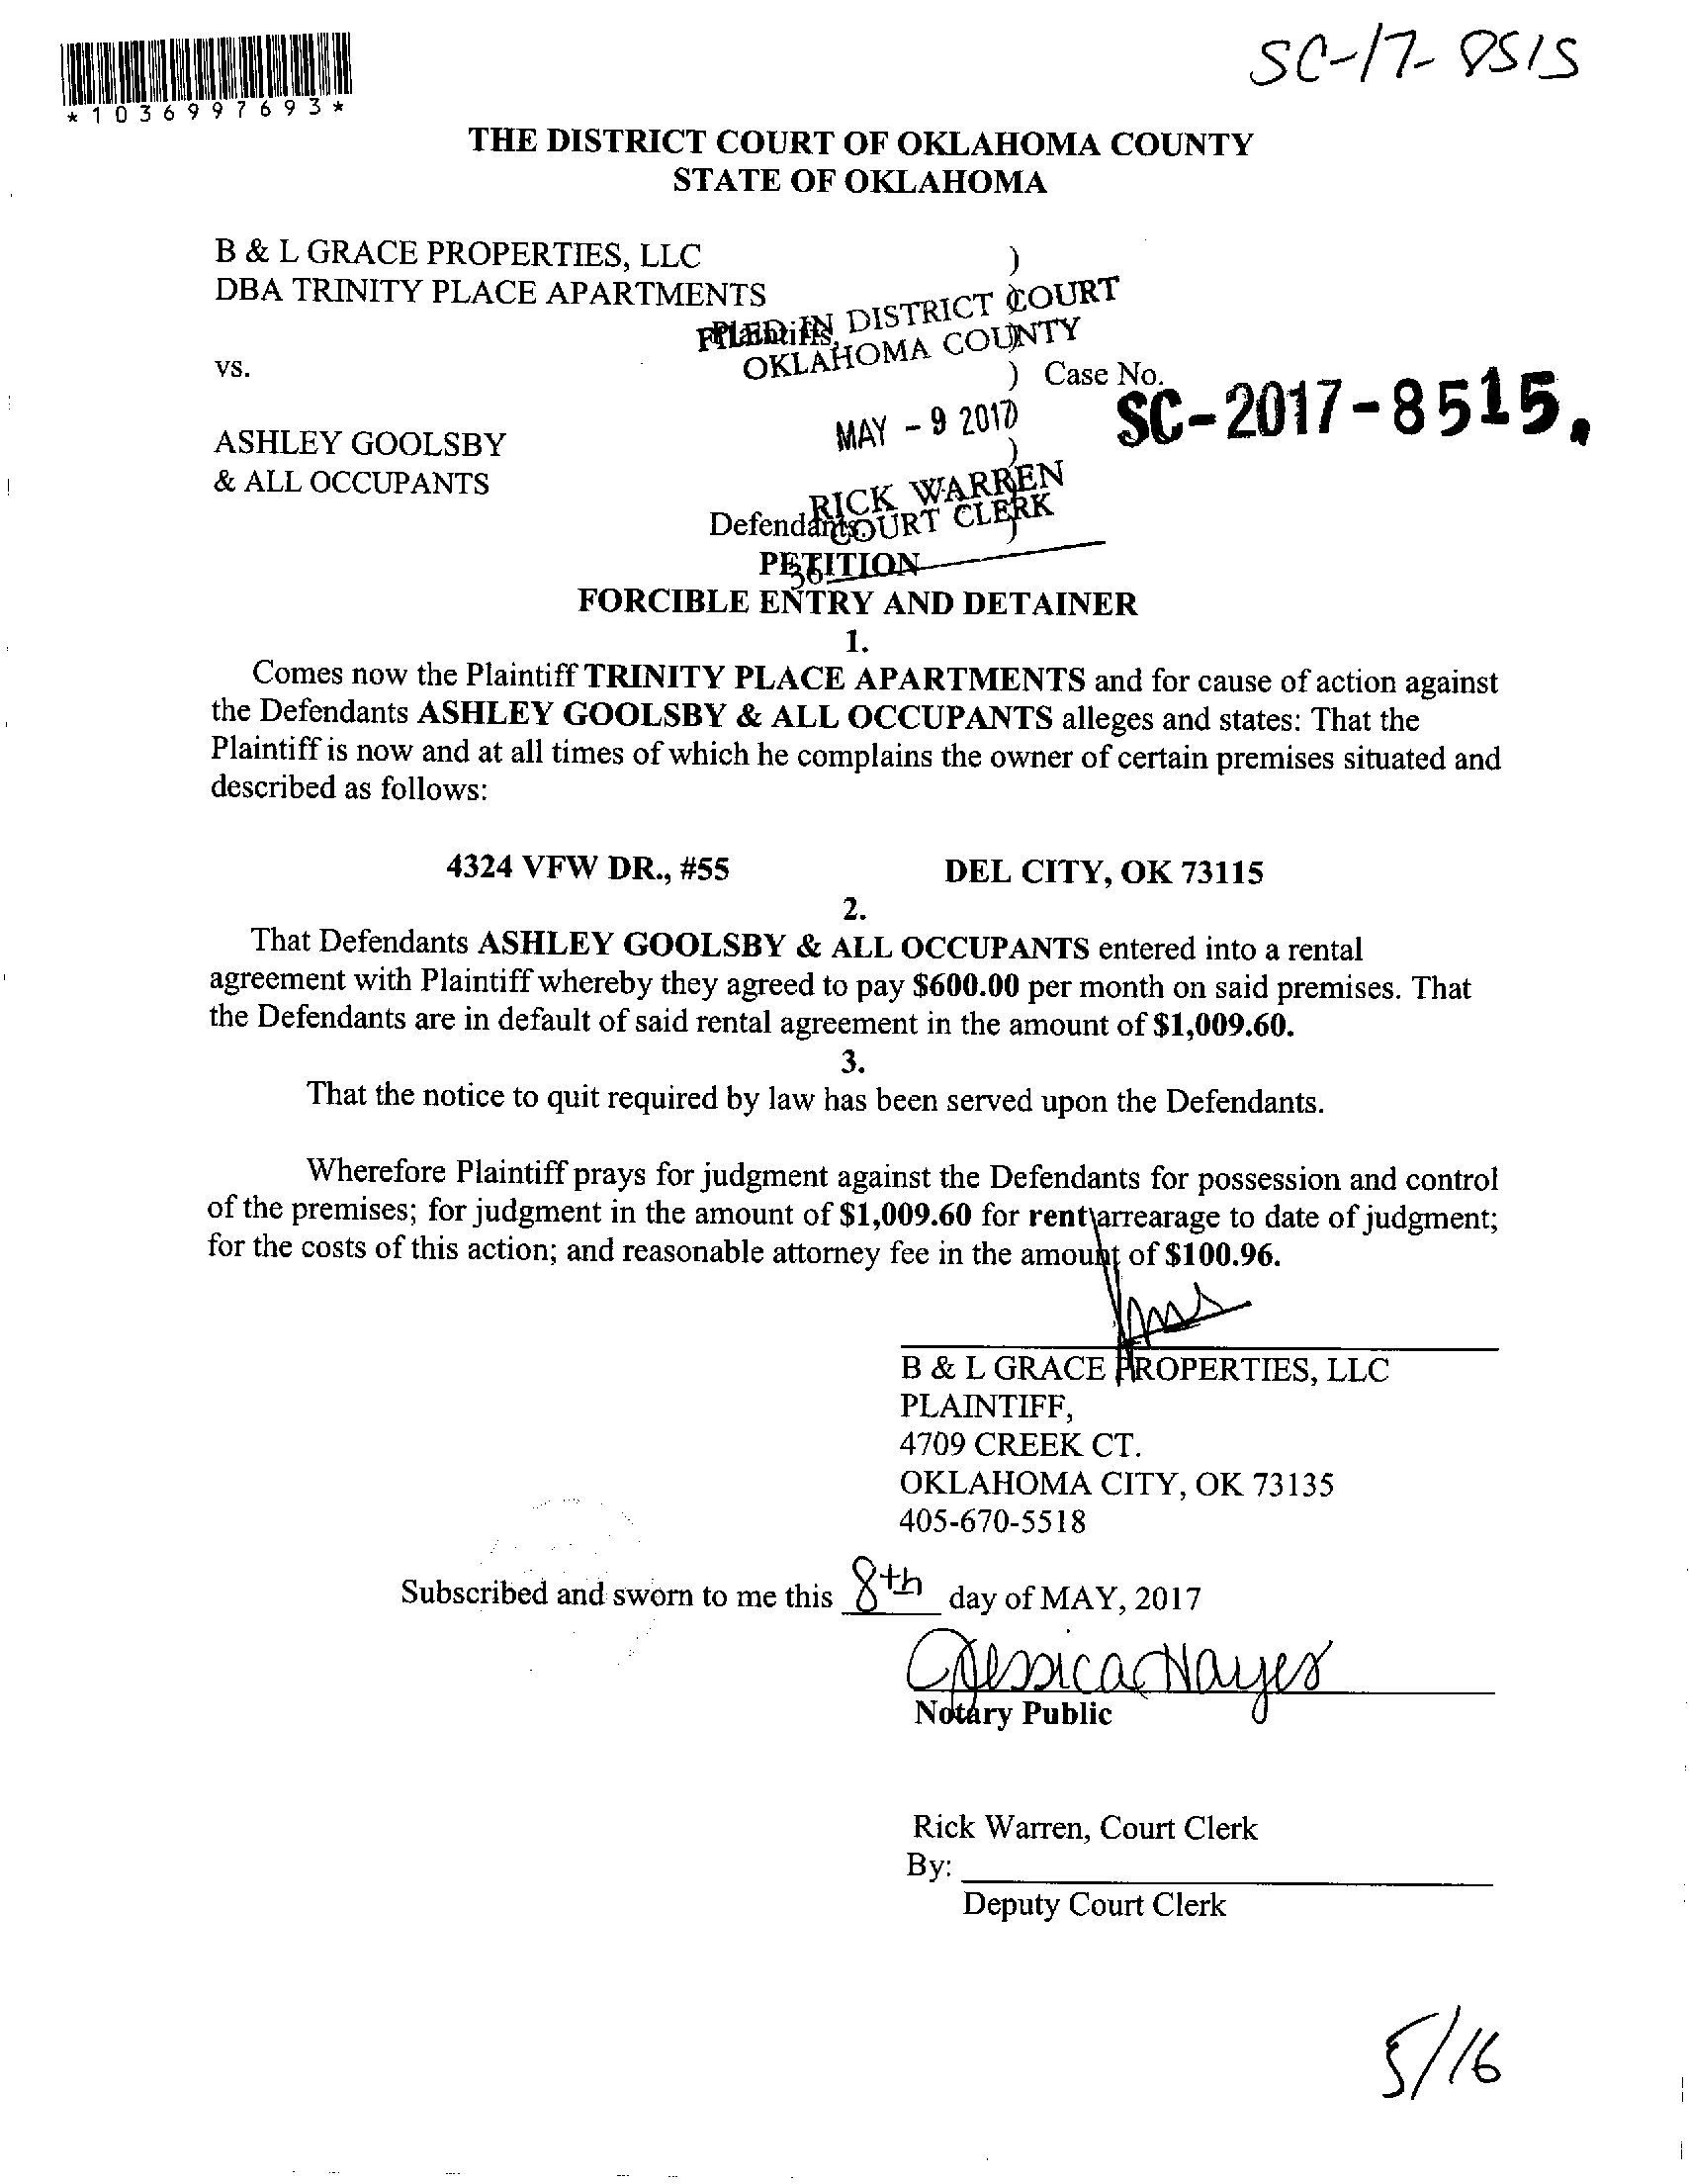 SC-17-8515
*1036997693*
THE DISTRICT COURT OF OKLAHOMA COUNTY
STATE OF OKLAHOMA
B & L GRACE PROPERTIES, LLC )
DBA TRINITY PLACE APARTMENTS
Plaintiffs,
FILED IN DISTRICT COURT
OKLAHOMA COUNTY
vs. ) Case No.
SC-2017-8515,
MAY - 9 2017
ASHLEY GOOLSBY )
& ALL OCCUPANTS
RICK WARREN
COURT CLERK
Defendants. )
PETITION
FORCIBLE ENTRY AND DETAINER
1.
Comes now the Plaintiff TRINITY PLACE APARTMENTS and for cause of action against
the Defendants ASHLEY GOOLSBY & ALL OCCUPANTS alleges and states: That the
Plaintiff is now and at all times of which he complains the owner of certain premises situated and
described as follows:
4324 VFW DR., #55 DEL CITY, OK 73115
2.
That Defendants ASHLEY GOOLSBY & ALL OCCUPANTS entered into a rental
agreement with Plaintiff whereby they agreed to pay $600.00 per month on said premises. That
the Defendants are in default of said rental agreement in the amount of $1,009.60.
3.
That the notice to quit required by law has been served upon the Defendants.
Wherefore Plaintiff prays for judgment against the Defendants for possession and control
of the premises; for judgment in the amount of $1,009.60 for rent\arrearage to date of judgment;
for the costs of this action; and reasonable attorney fee in the amount of $100.96.
B & L GRACE PROPERTIES, LLC
PLAINTIFF,
4709 CREEK CT.
OKLAHOMA CITY, OK 73135
405-670-5518
Subscribed and sworn to me this 8th day of MAY, 2017
Jessica Hayes
Notary Public
Rick Warren, Court Clerk
By:
Deputy Court Clerk
5/16